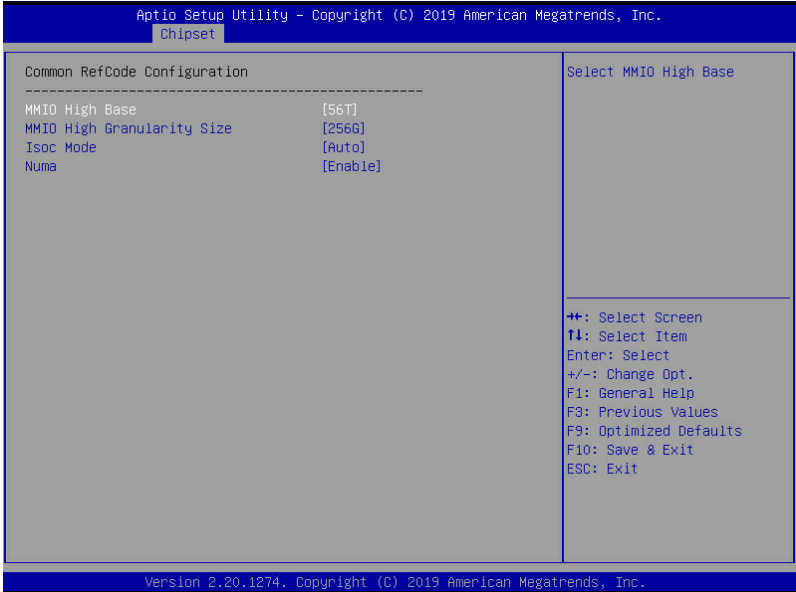 Aptio Setup Utility – Copyright (C) 2019 American Megatrends, Inc.
Chipset
Common RefCode Configuration
--------------------------------------------------
MMIO High Base [56T]
MMIO High Granularity Size [256G]
Isoc Mode [Auto]
Numa [Enable]
Select MMIO High Base
→←: Select Screen
↑↓: Select Item
Enter: Select
+/-: Change Opt.
F1: General Help
F3: Previous Values
F9: Optimized Defaults
F10: Save & Exit
ESC: Exit
Version 2.20.1274. Copyright (C) 2019 American Megatrends, Inc.